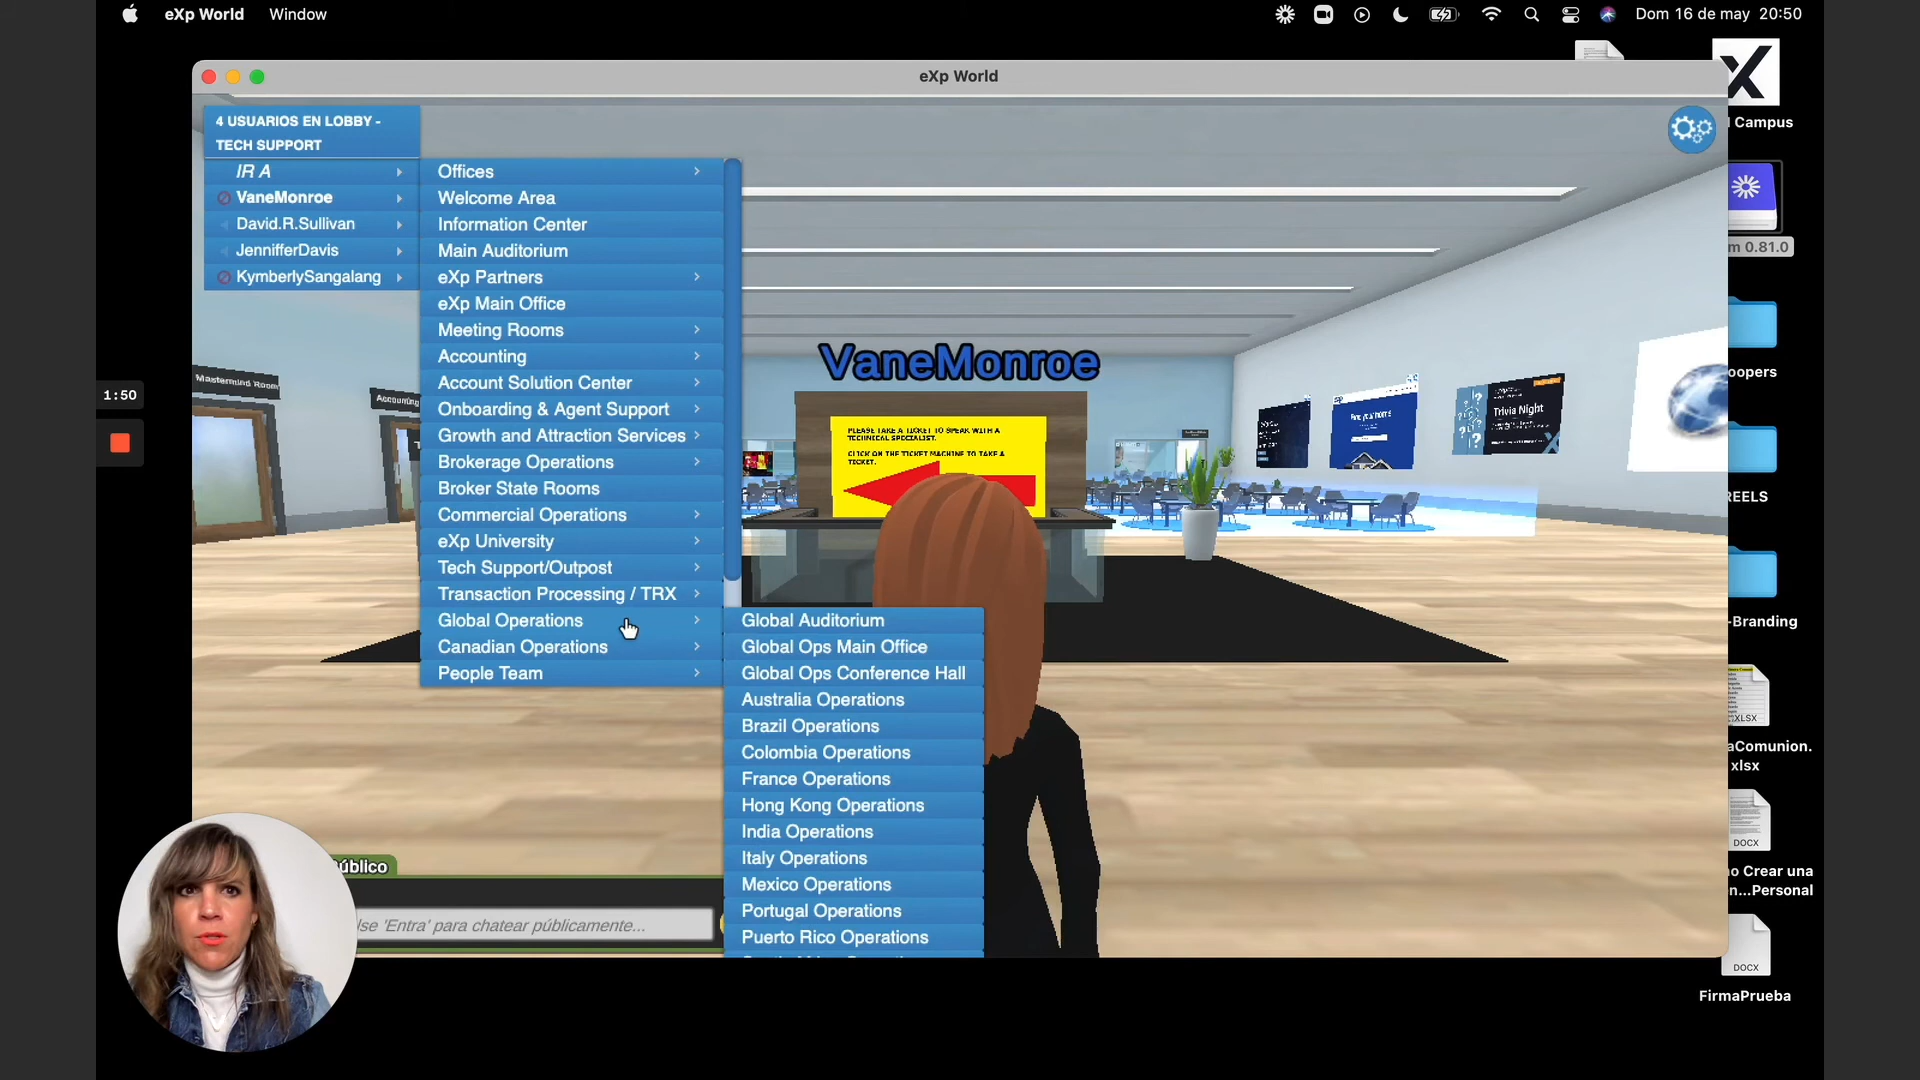 eXp World
Window
Dom 16 de may 20:50
eXp World
4 USUARIOS EN LOBBY -
TECH SUPPORT
IR A
VaneMonroe
David.R.Sullivan
JennifferDavis
KymberlySangalang
Offices
Welcome Area
Information Center
Main Auditorium
eXp Partners
eXp Main Office
Meeting Rooms
Accounting
Account Solution Center
Onboarding & Agent Support
Growth and Attraction Services
Brokerage Operations
Broker State Rooms
Commercial Operations
eXp University
Tech Support/Outpost
Transaction Processing / TRX
Global Operations
Canadian Operations
People Team
Global Auditorium
Global Ops Main Office
Global Ops Conference Hall
Australia Operations
Brazil Operations
Colombia Operations
France Operations
Hong Kong Operations
India Operations
Italy Operations
Mexico Operations
Portugal Operations
Puerto Rico Operations
VaneMonroe
PLEASE TAKE A TICKET TO SPEAK WITH A
TECHNICAL SPECIALIST.
CLICK ON THE TICKET MACHINE TO TAKE A
TICKET.
Mastermind Room
Accounting
Find your home
Trivia Night
1:50
úblico
lse 'Entra' para chatear públicamente...
l Campus
m 0.81.0
oopers
REELS
-Branding
XLSX
aComunion.
xlsx
DOCX
o Crear una
n...Personal
DOCX
FirmaPrueba